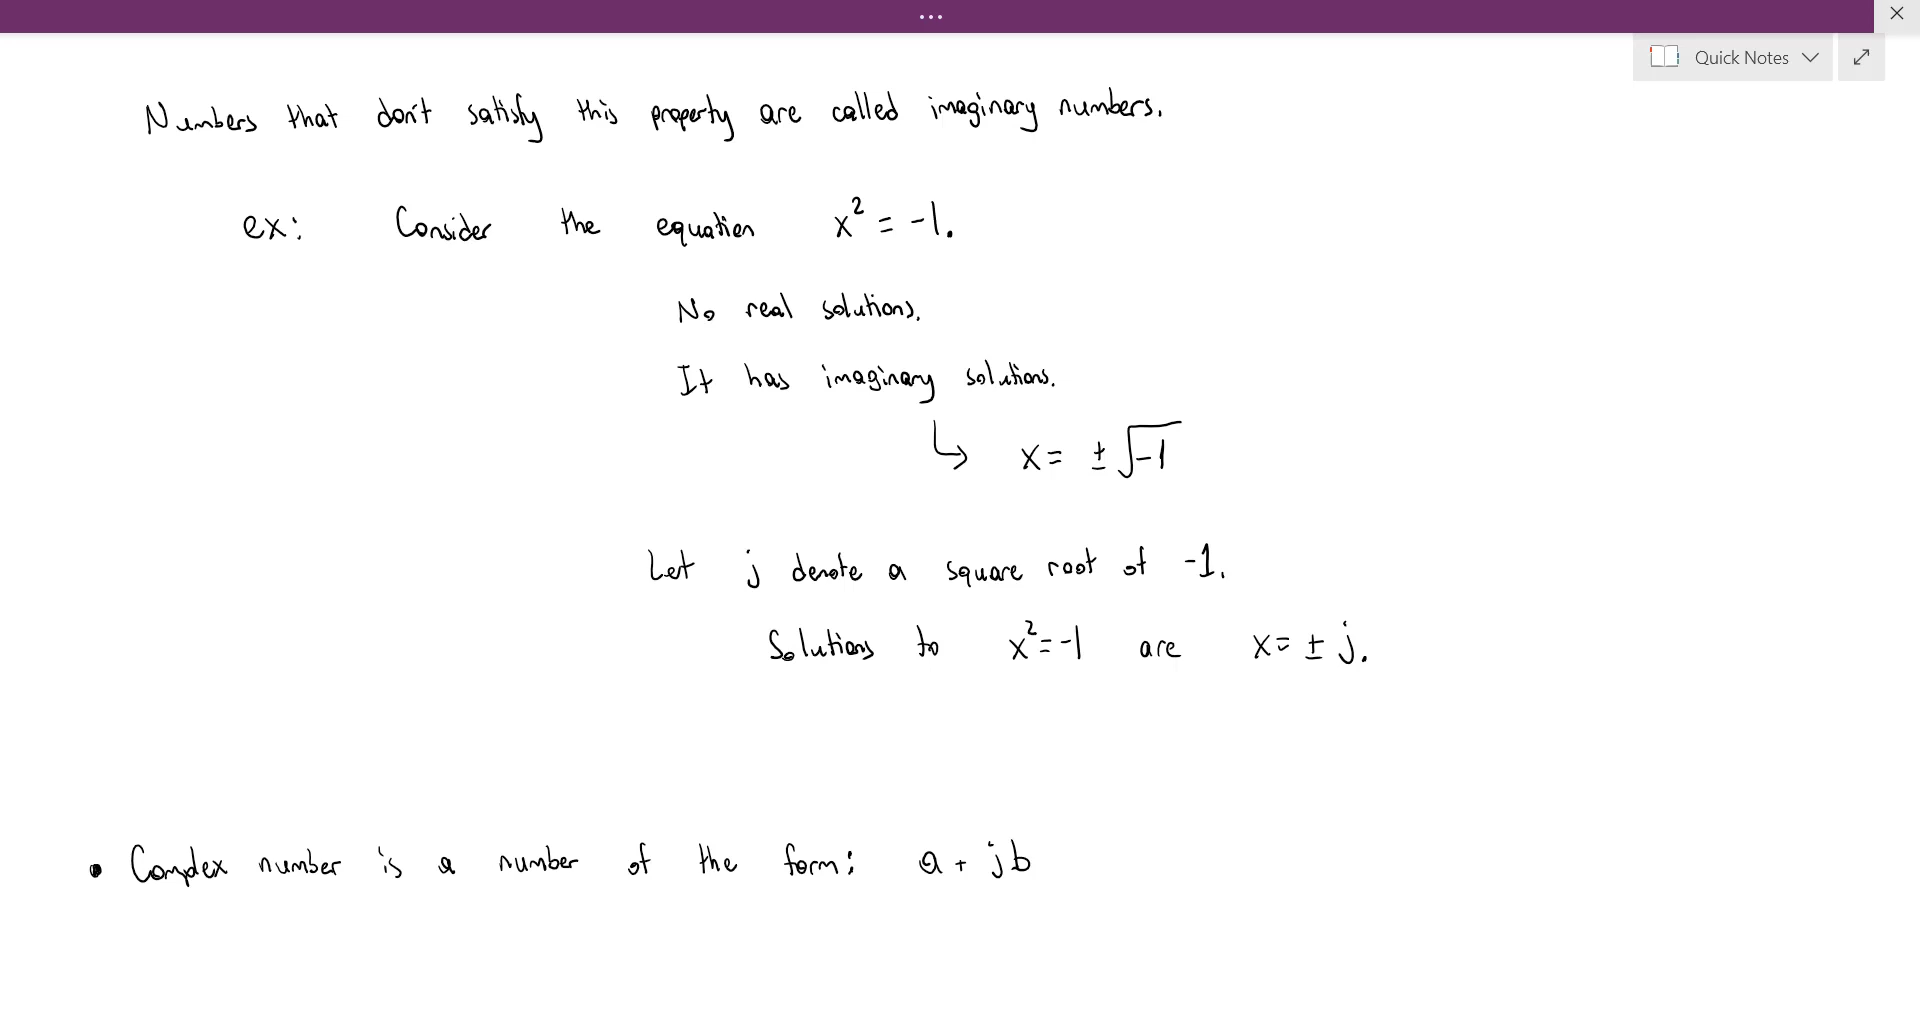 ...
Quick Notes
Numbers that don't satisfy this property are called imaginary numbers.
ex: Consider the equation x² = -1.
No real solutions.
It has imaginary solutions.
↳ x = ± √-1
Let j denote a square root of -1.
Solutions to x² = -1 are x = ± j.
• Complex number is a number of the form: a + jb